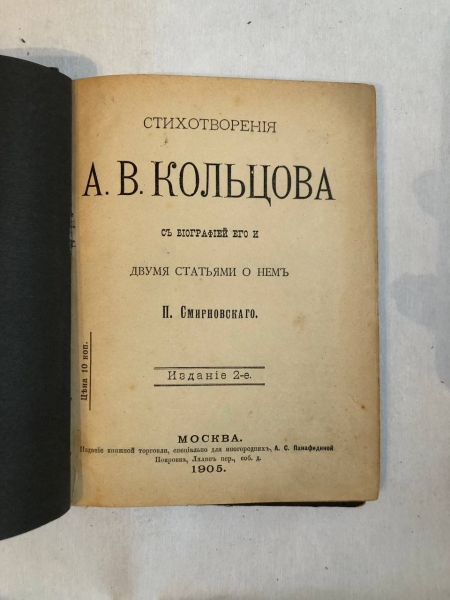 СТИХОТВОРЕНІЯ
А. В. КОЛЬЦОВА
СЪ БІОГРАФІЕЙ ЕГО И
ДВУМЯ СТАТЬЯМИ О НЕМЪ
П. Смирновскаго.
Изданіе 2-е.
МОСКВА.
Изданіе книжной торговли, спеціально для иногородныхъ, А. С. Панафидиной
Покровка, Лялинъ пер., соб. д.
1905.
Цѣна 10 коп.